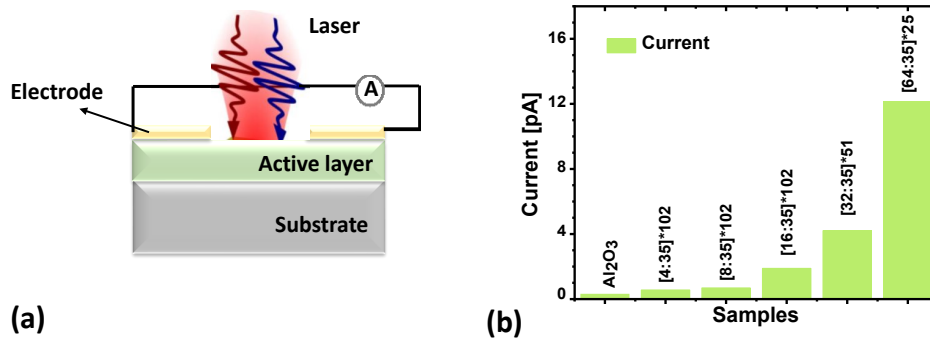 Laser
A
Electrode
Active layer
Substrate
(a)
Current [pA]
16
12
8
4
0
Current
Al₂O₃
[4:35]*102
[8:35]*102
[16:35]*102
[32:35]*51
[64:35]*25
Samples
(b)